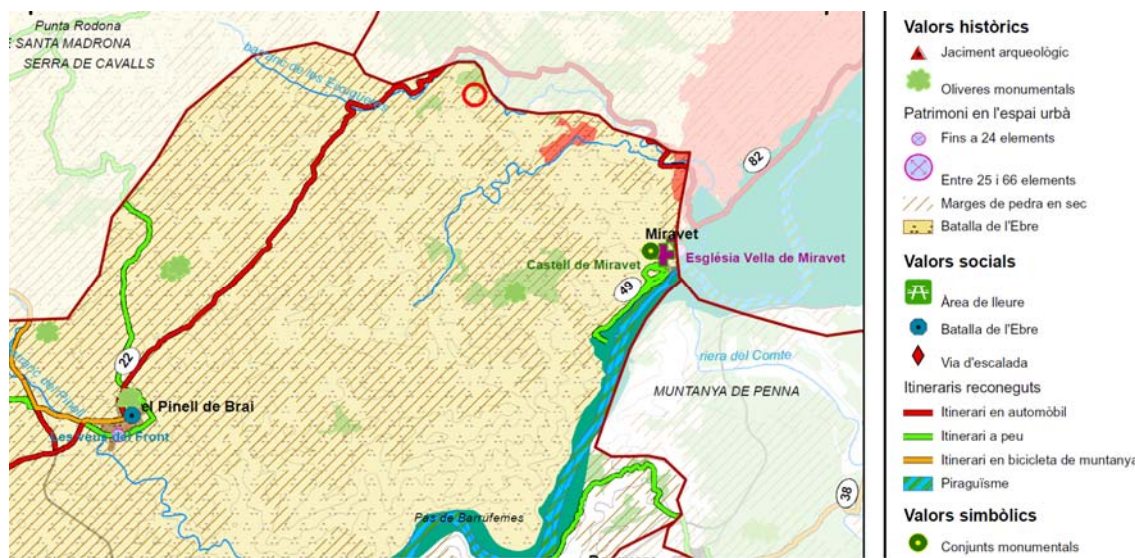 Punta Rodona
E SANTA MADRONA
SERRA DE CAVALLS
82
Miravet
Castell de Miravet
Església Vella de Miravet
49
riera del Comte
MUNTANYA DE PENNA
22
el Pinell de Brai
Les veus del Front
38
Pas de Barrufemes
Valors històrics
Jaciment arqueològic
Oliveres monumentals
Patrimoni en l'espai urbà
Fins a 24 elements
Entre 25 i 66 elements
Marges de pedra en sec
Batalla de l'Ebre
Valors socials
Àrea de lleure
Batalla de l'Ebre
Via d'escalada
Itineraris reconeguts
Itinerari en automòbil
Itinerari a peu
Itinerari en bicicleta de muntanya
Piragüisme
Valors simbòlics
Conjunts monumentals